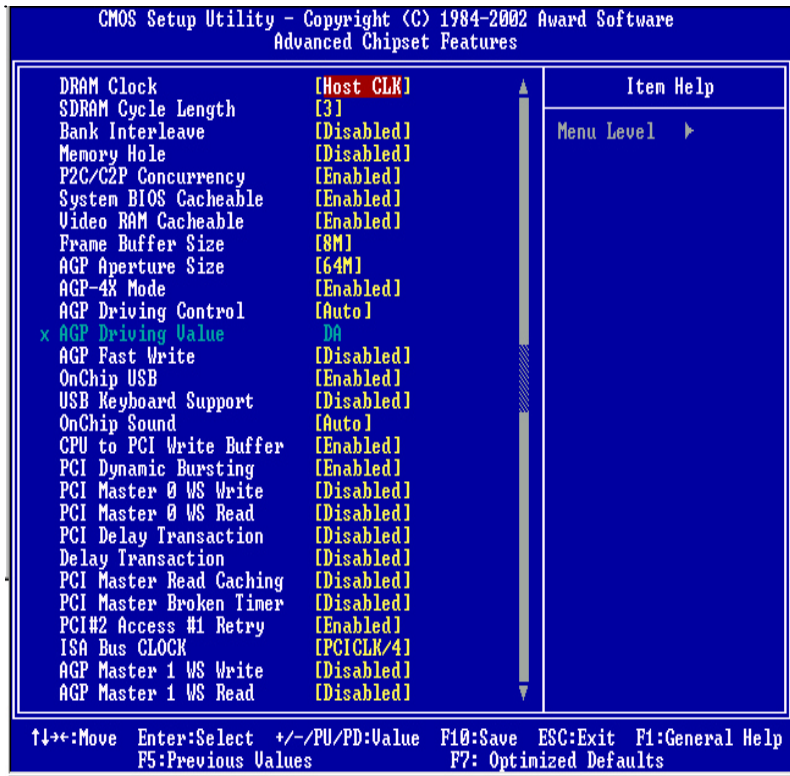 CMOS Setup Utility - Copyright (C) 1984-2002 Award Software
Advanced Chipset Features
DRAM Clock [Host CLK]
SDRAM Cycle Length [3]
Bank Interleave [Disabled]
Memory Hole [Disabled]
P2C/C2P Concurrency [Enabled]
System BIOS Cacheable [Enabled]
Video RAM Cacheable [Enabled]
Frame Buffer Size [8M]
AGP Aperture Size [64M]
AGP-4X Mode [Enabled]
AGP Driving Control [Auto]
x AGP Driving Value DA
AGP Fast Write [Disabled]
OnChip USB [Enabled]
USB Keyboard Support [Disabled]
OnChip Sound [Auto]
CPU to PCI Write Buffer [Enabled]
PCI Dynamic Bursting [Enabled]
PCI Master 0 WS Write [Disabled]
PCI Master 0 WS Read [Disabled]
PCI Delay Transaction [Disabled]
Delay Transaction [Disabled]
PCI Master Read Caching [Disabled]
PCI Master Broken Timer [Disabled]
PCI#2 Access #1 Retry [Enabled]
ISA Bus CLOCK [PCICLK/4]
AGP Master 1 WS Write [Disabled]
AGP Master 1 WS Read [Disabled]
Item Help
Menu Level ▶
↑↓→←:Move Enter:Select +/-/PU/PD:Value F10:Save ESC:Exit F1:General Help
F5:Previous Values F7: Optimized Defaults